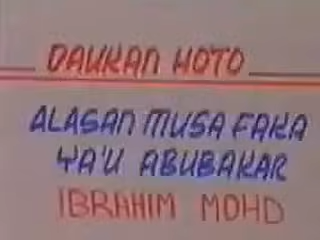 DAUKAN HOTO
ALASAN MUSA FAKA
YA'U ABUBAKAR
IBRAHIM MOHD